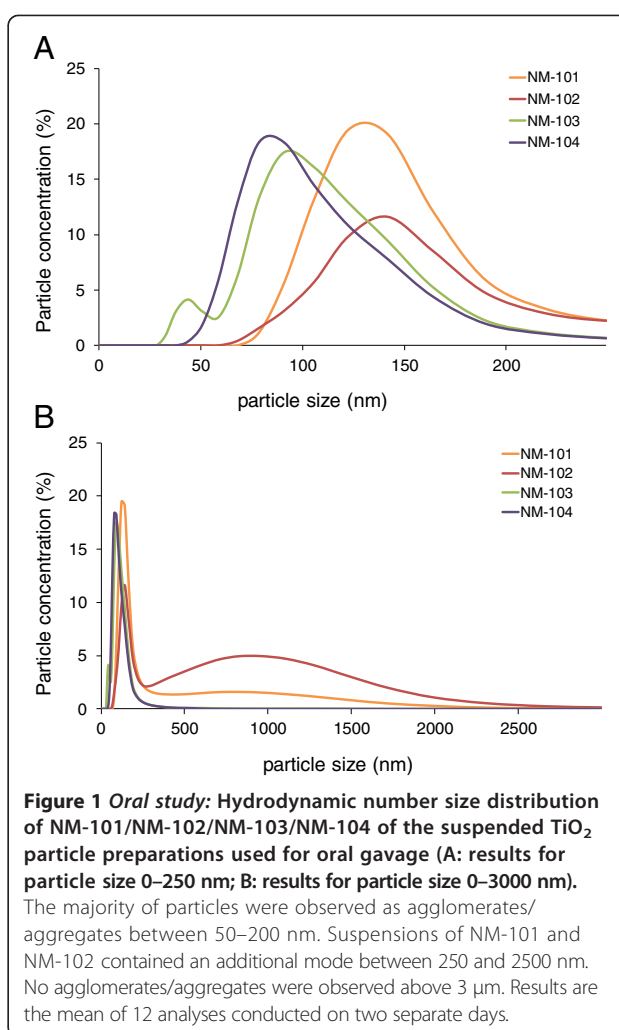 A
25
20
15
10
5
0
Particle concentration (%)
NM-101
NM-102
NM-103
NM-104
0 50 100 150 200
particle size (nm)
B
25
20
15
10
5
0
Particle concentration (%)
NM-101
NM-102
NM-103
NM-104
0 500 1000 1500 2000 2500
particle size (nm)
Figure 1 Oral study: Hydrodynamic number size distribution
of NM-101/NM-102/NM-103/NM-104 of the suspended TiO₂
particle preparations used for oral gavage (A: results for
particle size 0–250 nm; B: results for particle size 0–3000 nm).
The majority of particles were observed as agglomerates/
aggregates between 50–200 nm. Suspensions of NM-101 and
NM-102 contained an additional mode between 250 and 2500 nm.
No agglomerates/aggregates were observed above 3 μm. Results are
the mean of 12 analyses conducted on two separate days.